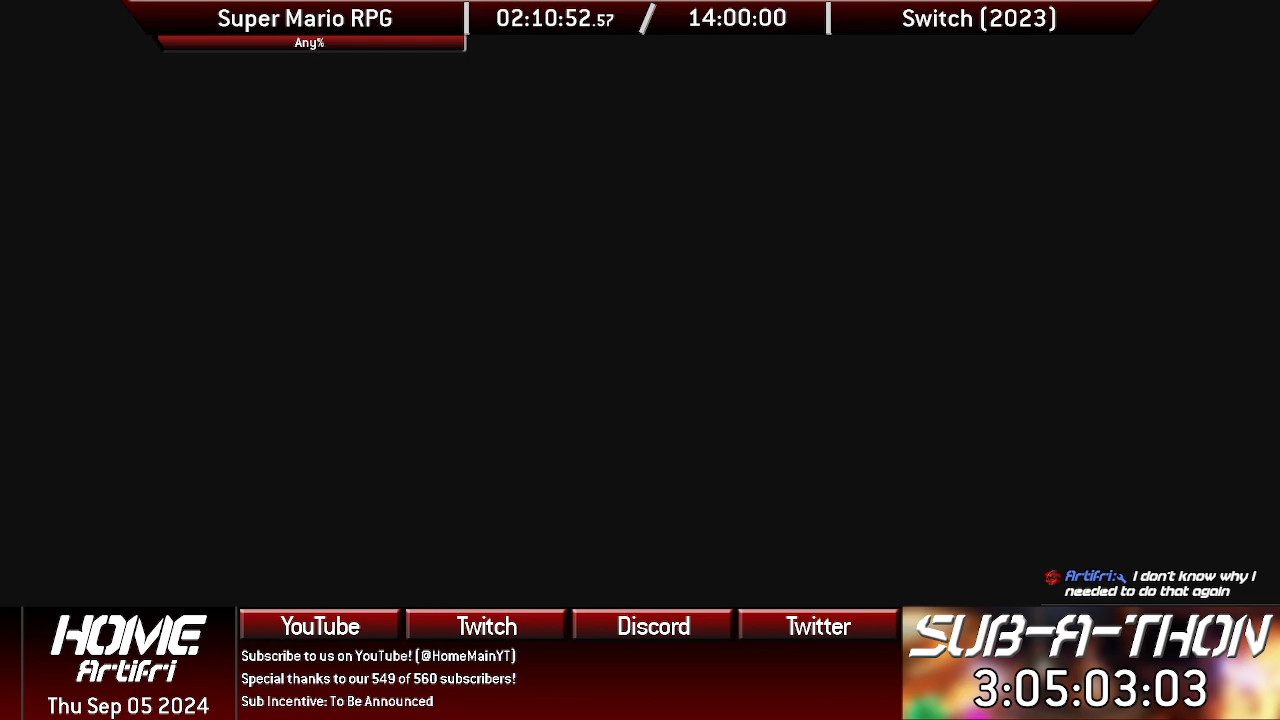 Super Mario RPG
02:10:52.57 / 14:00:00
Switch (2023)
Any%
Artifri: I don't know why I
needed to do that again
HOME
Artifri
Thu Sep 05 2024
YouTube
Twitch
Discord
Twitter
Subscribe to us on YouTube! (@HomeMainYT)
Special thanks to our 549 of 560 subscribers!
Sub Incentive: To Be Announced
SUB-A-THON
3:05:03:03